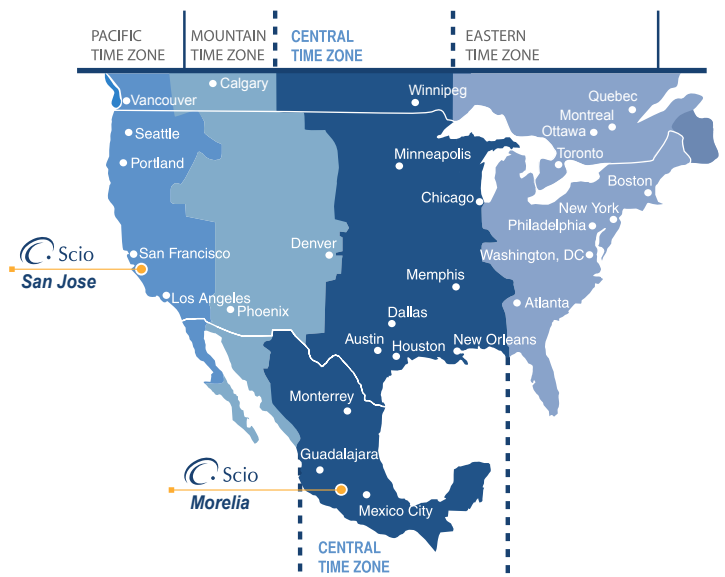 PACIFIC
TIME ZONE
MOUNTAIN
TIME ZONE
CENTRAL
TIME ZONE
EASTERN
TIME ZONE
Calgary
Winnipeg
Vancouver
Quebec
Montreal
Ottawa
Seattle
Portland
Minneapolis
Toronto
Boston
Chicago
New York
Philadelphia
Scio
San Jose
San Francisco
Denver
Washington, DC
Memphis
Los Angeles
Phoenix
Dallas
Atlanta
Austin
Houston
New Orleans
Monterrey
Guadalajara
Scio
Morelia
Mexico City
CENTRAL
TIME ZONE